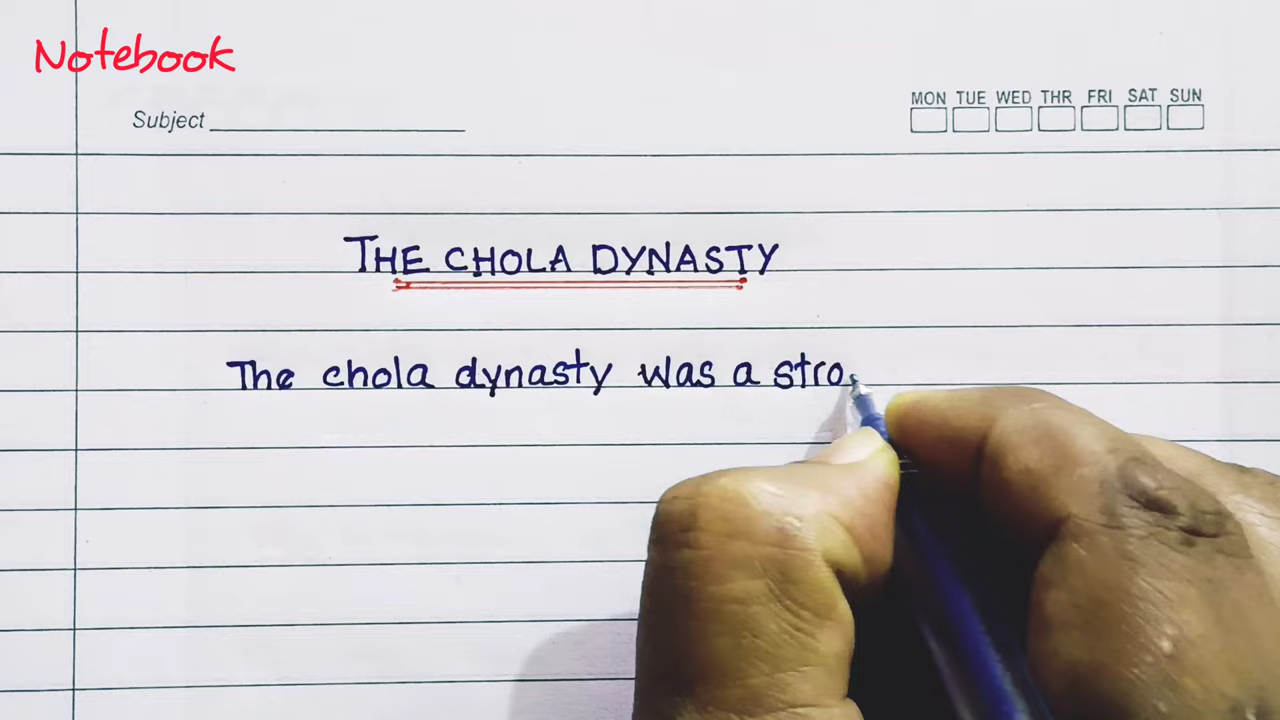 Notebook
Subject
MON TUE WED THR FRI SAT SUN
THE CHOLA DYNASTY
The chola dynasty was a stro